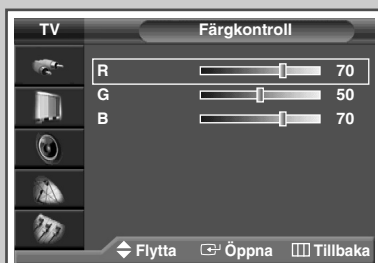 TV Färgkontroll
R 70
G 50
B 70
Flytta Öppna Tillbaka